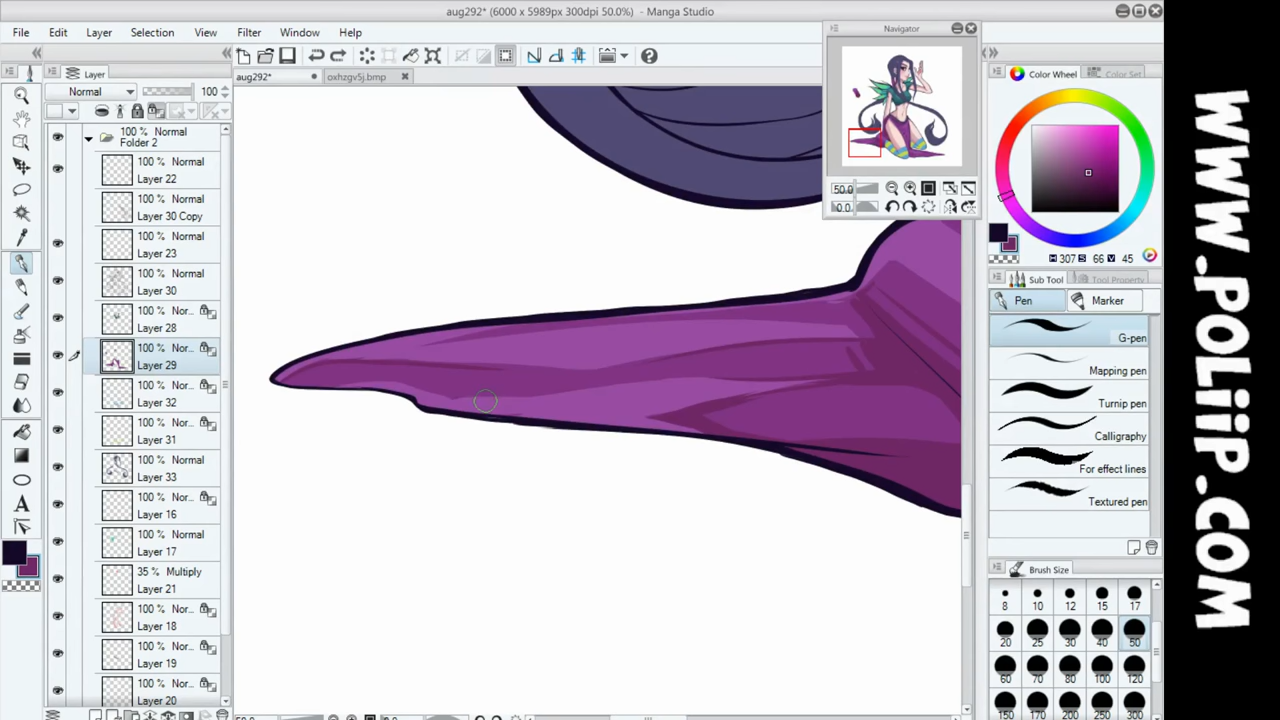 aug292* (6000 x 5989px 300dpi 50.0%) - Manga Studio
File Edit Layer Selection View Filter Window Help
aug292* oxhzgv5j.bmp
Layer
Normal 100
100 % Normal
Folder 2
100 % Normal
Layer 22
100 % Normal
Layer 30 Copy
100 % Normal
Layer 23
100 % Normal
Layer 30
100 % Nor...
Layer 28
100 % Nor...
Layer 29
100 % Nor...
Layer 32
100 % Nor...
Layer 31
100 % Normal
Layer 33
100 % Nor...
Layer 16
100 % Normal
Layer 17
35 % Multiply
Layer 21
100 % Nor...
Layer 18
100 % Nor...
Layer 19
100 % Nor...
Layer 20
Navigator
50.0
0.0
Color Wheel Color Set
H 307 S 66 V 45
Sub Tool Tool Property
Pen Marker
G-pen
Mapping pen
Turnip pen
Calligraphy
For effect lines
Textured pen
Brush Size
8 10 12 15 17
20 25 30 40 50
60 70 80 100 120
150 170 200 250 300
WWW.POLIIP.COM